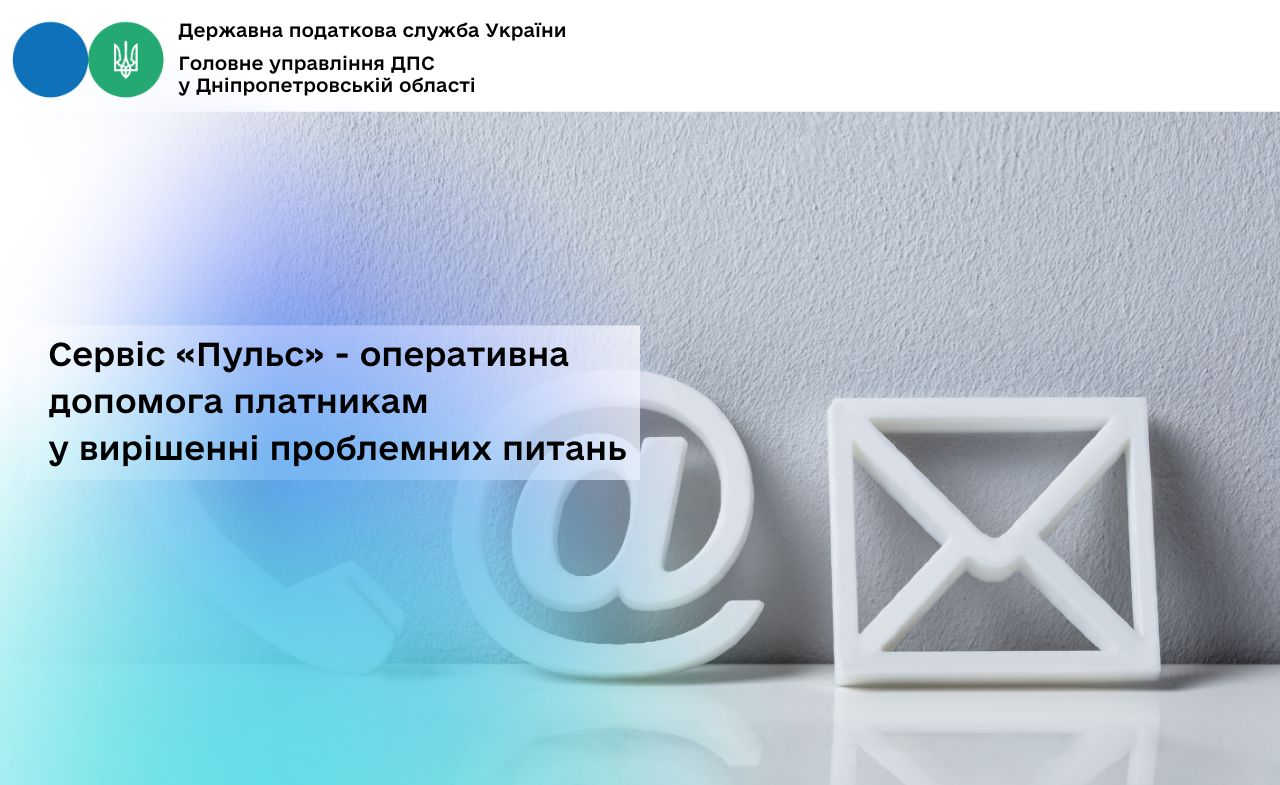 Державна податкова служба України
Головне управління ДПС
у Дніпропетровській області
Сервіс «Пульс» - оперативна
допомога платникам
у вирішенні проблемних питань